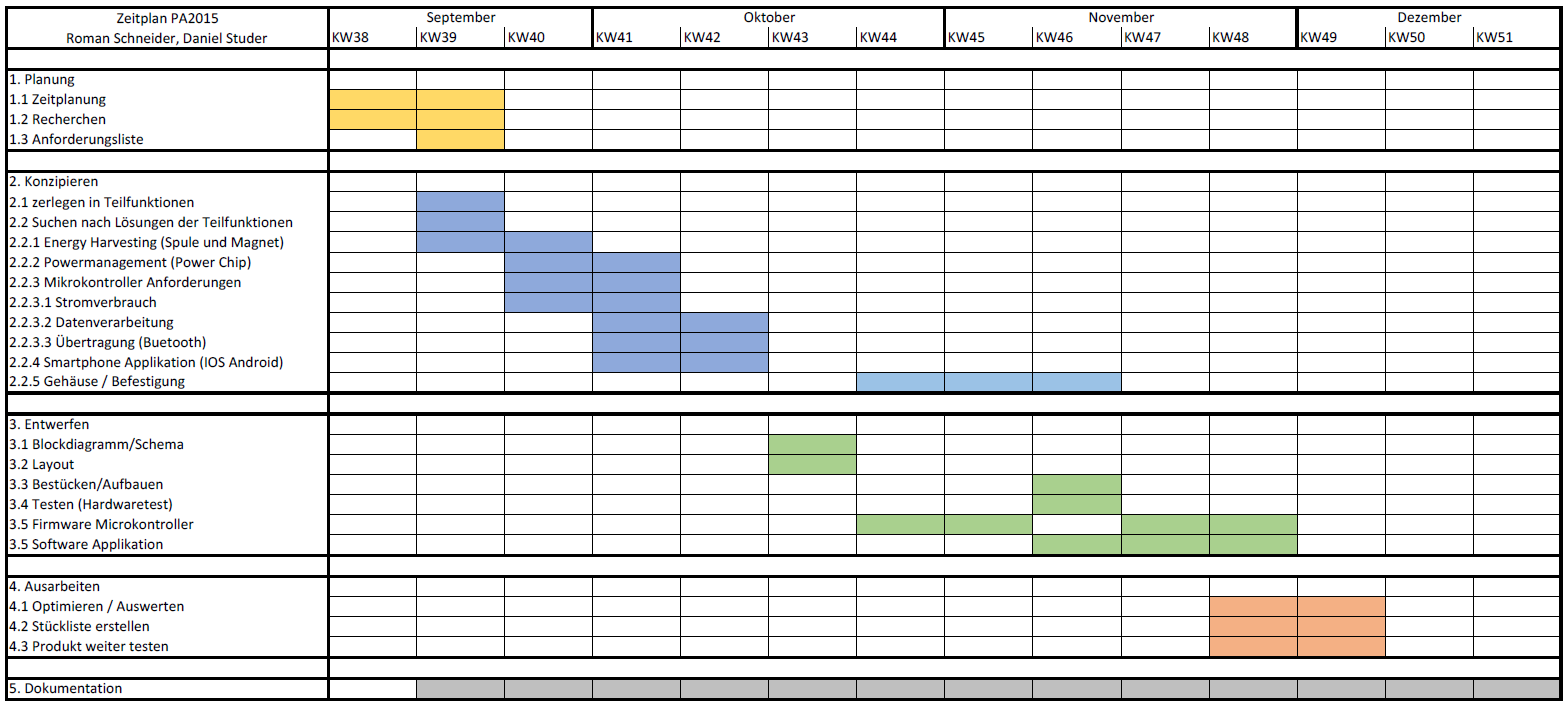 Zeitplan PA2015
September Oktober November Dezember
Roman Schneider, Daniel Studer
KW38 KW39 KW40 KW41 KW42 KW43 KW44 KW45 KW46 KW47 KW48 KW49 KW50 KW51
1. Planung
1.1 Zeitplanung
1.2 Recherchen
1.3 Anforderungsliste
2. Konzipieren
2.1 zerlegen in Teilfunktionen
2.2 Suchen nach Lösungen der Teilfunktionen
2.2.1 Energy Harvesting (Spule und Magnet)
2.2.2 Powermanagement (Power Chip)
2.2.3 Mikrokontroller Anforderungen
2.2.3.1 Stromverbrauch
2.2.3.2 Datenverarbeitung
2.2.3.3 Übertragung (Buetooth)
2.2.4 Smartphone Applikation (IOS Android)
2.2.5 Gehäuse / Befestigung
3. Entwerfen
3.1 Blockdiagramm/Schema
3.2 Layout
3.3 Bestücken/Aufbauen
3.4 Testen (Hardwaretest)
3.5 Firmware Microkontroller
3.5 Software Applikation
4. Ausarbeiten
4.1 Optimieren / Auswerten
4.2 Stückliste erstellen
4.3 Produkt weiter testen
5. Dokumentation